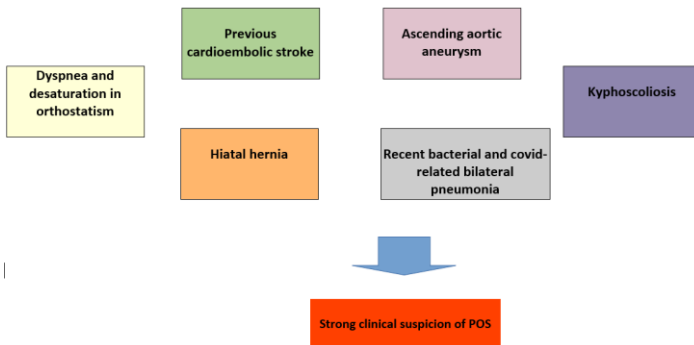 Previous
cardioembolic stroke
Ascending aortic
aneurysm
Dyspnea and
desaturation in
orthostatism
Kyphoscoliosis
Hiatal hernia
Recent bacterial and covid-
related bilateral
pneumonia
Strong clinical suspicion of POS